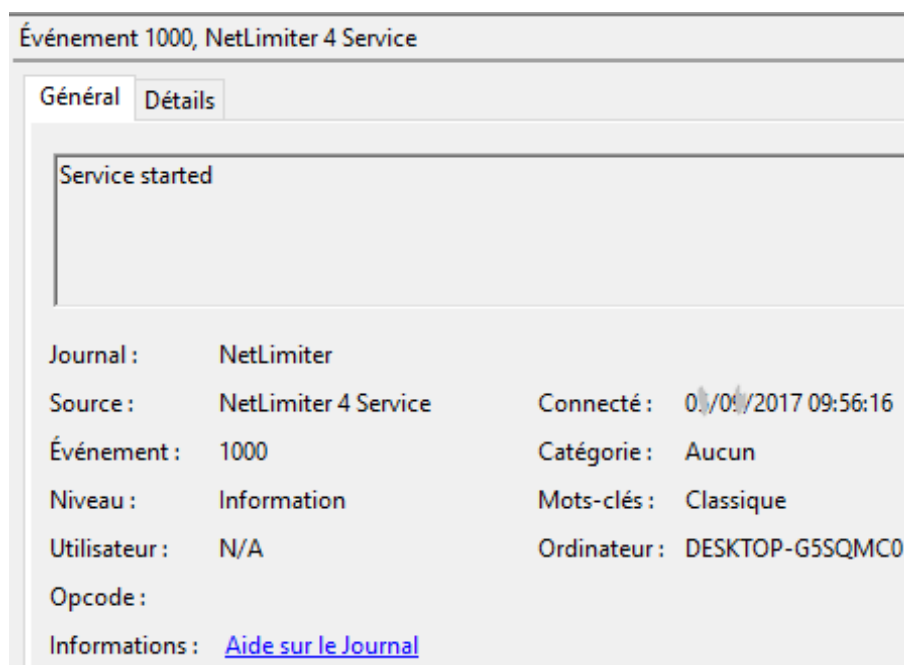 Événement 1000, NetLimiter 4 Service
Général Détails
Service started
Journal : NetLimiter
Source : NetLimiter 4 Service Connecté : 09:56:16
Événement : 1000 Catégorie : Aucun
Niveau : Information Mots-clés : Classique
Utilisateur : N/A Ordinateur : DESKTOP-G5SQMC0
Opcode :
Informations : Aide sur le Journal